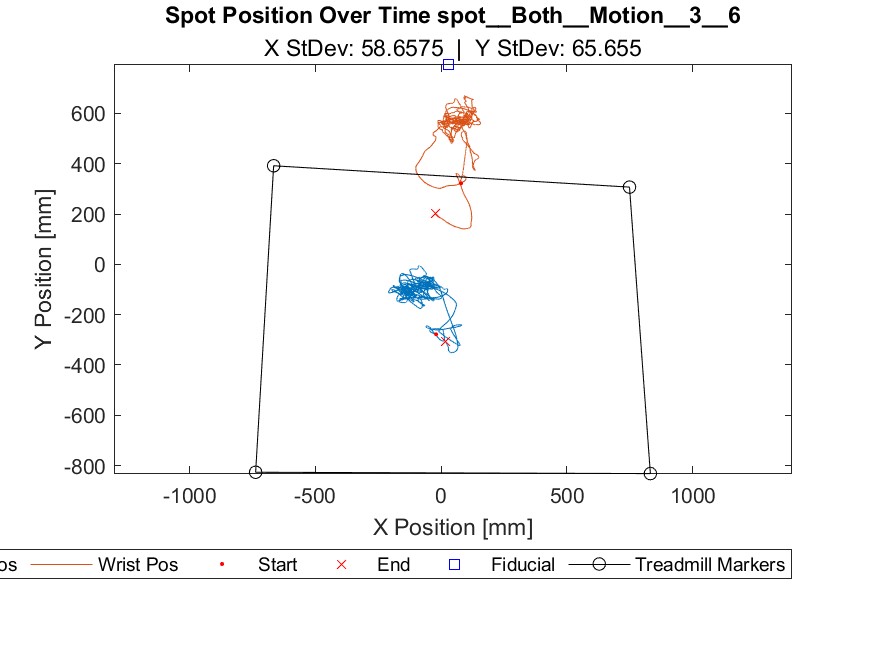 Spot Position Over Time spot__Both__Motion__3__6
X StDev: 58.6575 | Y StDev: 65.655
600
400
200
0
-200
-400
-600
-800
Y Position [mm]
-1000 -500 0 500 1000
X Position [mm]
os Wrist Pos Start End Fiducial Treadmill Markers